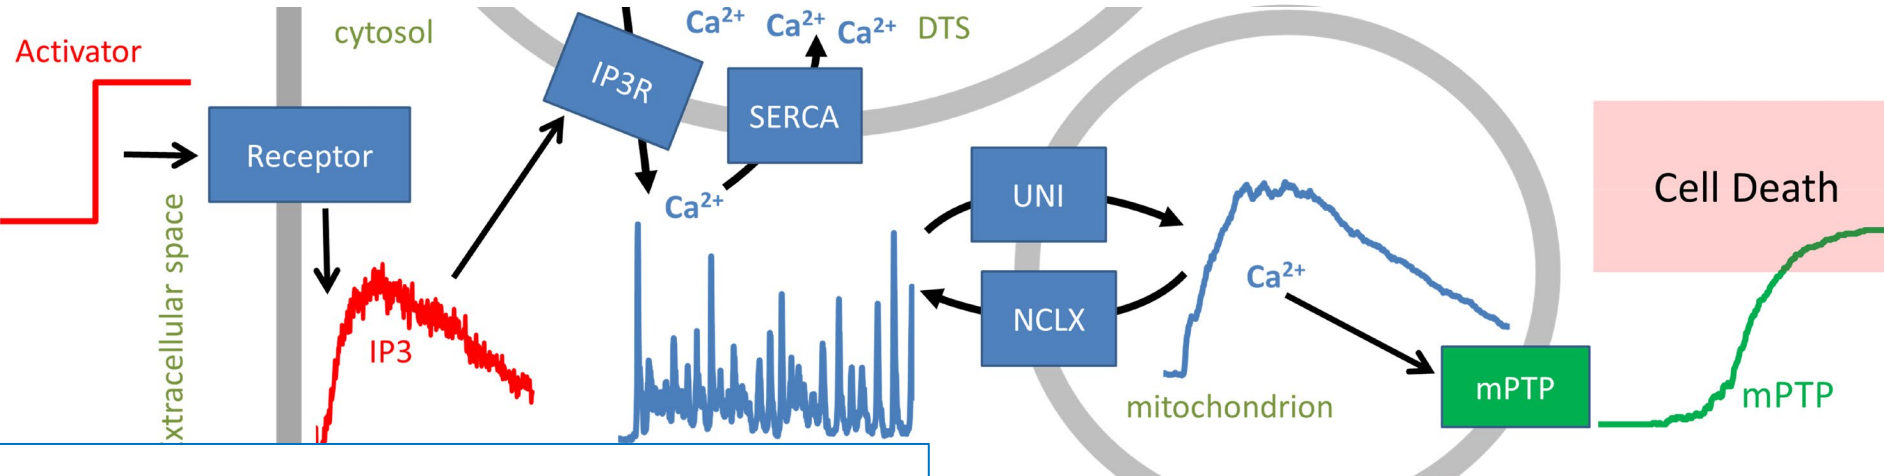 Activator
Receptor
xtracellular space
cytosol
IP3
IP3R
Ca²⁺ Ca²⁺ Ca²⁺
DTS
SERCA
Ca²⁺
UNI
NCLX
Ca²⁺
mitochondrion
mPTP
Cell Death
mPTP